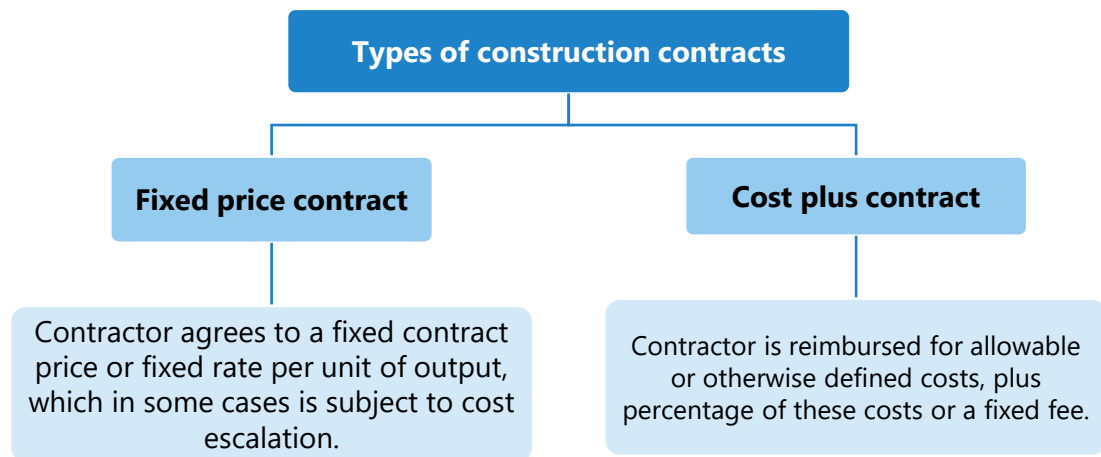 Types of construction contracts
Fixed price contract
Cost plus contract
Contractor agrees to a fixed contract
price or fixed rate per unit of output,
which in some cases is subject to cost
escalation.
Contractor is reimbursed for allowable
or otherwise defined costs, plus
percentage of these costs or a fixed fee.